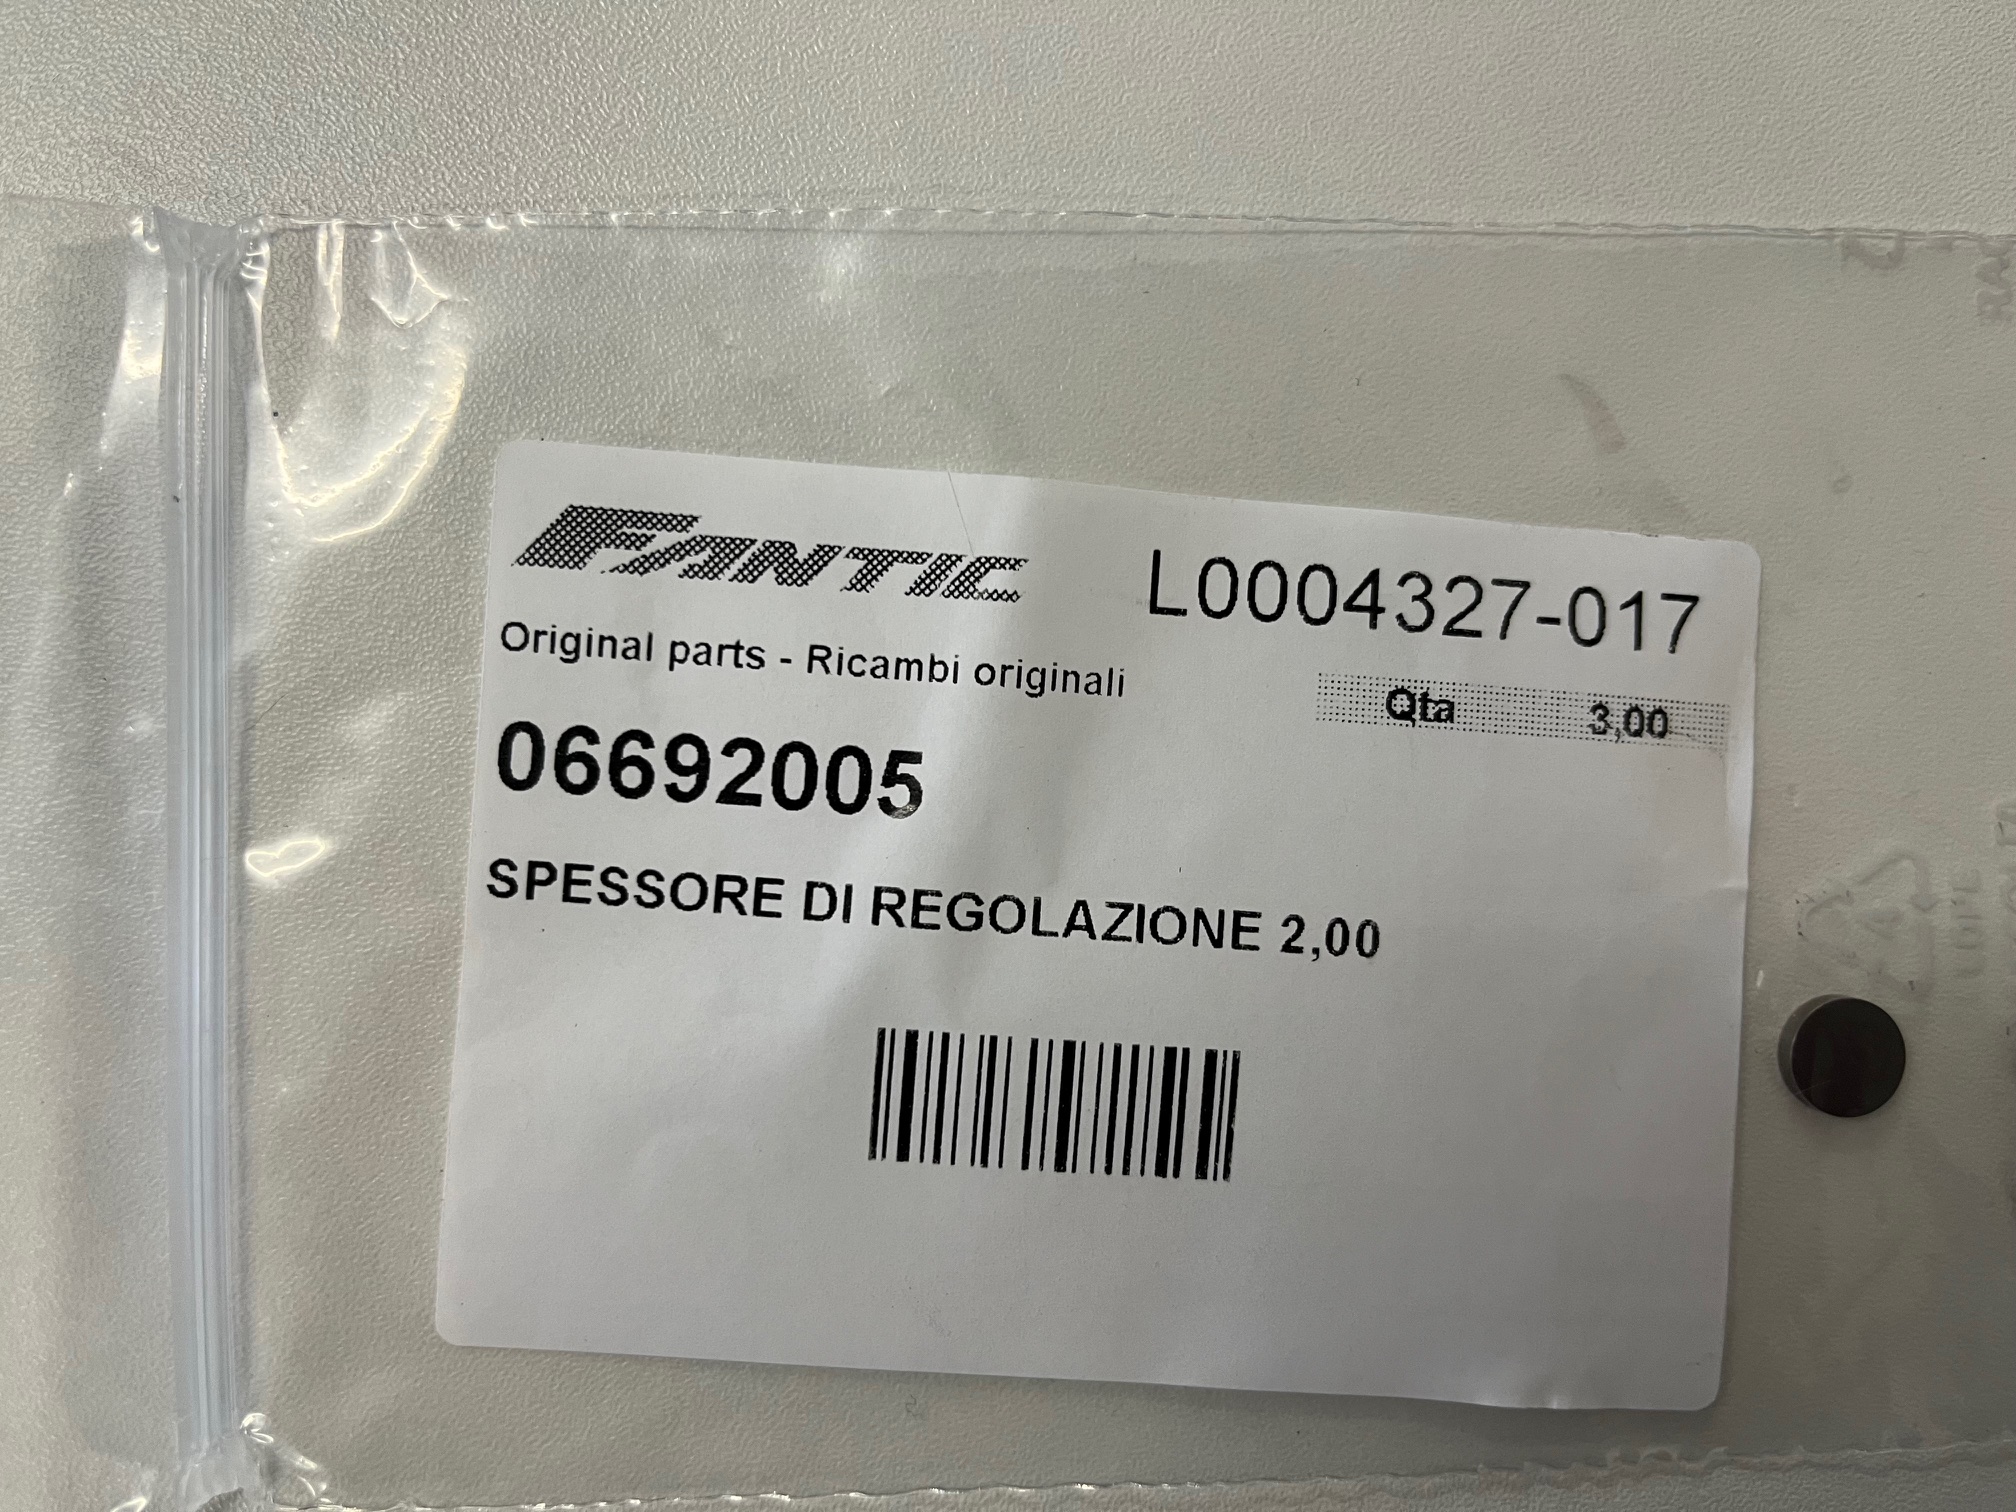 FANTIC
L0004327-017
Original parts - Ricambi originali
Qta 3,00
06692005
SPESSORE DI REGOLAZIONE 2,00